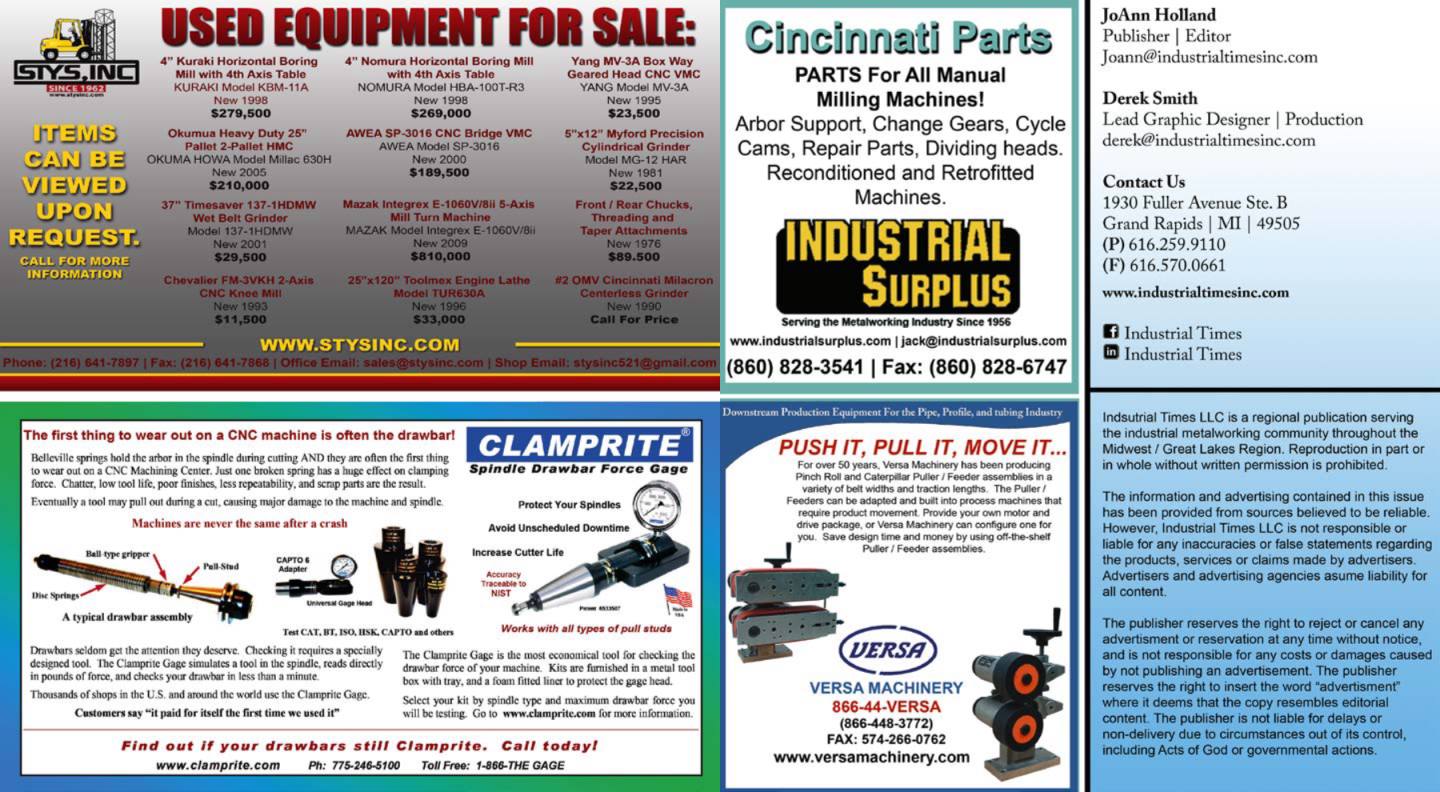 USED EQUIPMENT FOR SALE:
STYS, INC
SINCE 1962
www.stysinc.com
ITEMS
CAN BE
VIEWED
UPON
REQUEST.
CALL FOR MORE
INFORMATION
4" Kuraki Horizontal Boring
Mill with 4th Axis Table
KURAKI Model KBM-11A
New 1998
$279,500
4" Nomura Horizontal Boring Mill
with 4th Axis Table
NOMURA Model HBA-100T-R3
New 1998
$269,000
Yang MV-3A Box Way
Geared Head CNC VMC
YANG Model MV-3A
New 1995
$23,500
Okumua Heavy Duty 25"
Pallet 2-Pallet HMC
OKUMA HOWA Model Millac 630H
New 2005
$210,000
AWEA SP-3016 CNC Bridge VMC
AWEA Model SP-3016
New 2000
$189,500
5"x12" Myford Precision
Cylindrical Grinder
Model MG-12 HAR
New 1981
$22,500
37" Timesaver 137-1HDMW
Wet Belt Grinder
Model 137-1HDMW
New 2001
$29,500
Mazak Integrex E-1060V/8ii 5-Axis
Mill Turn Machine
MAZAK Model Integrex E-1060V/8ii
New 2009
$810,000
Front / Rear Chucks,
Threading and
Taper Attachments
New 1976
$89.500
Chevalier FM-3VKH 2-Axis
CNC Knee Mill
New 1993
$11,500
25"x120" Toolmex Engine Lathe
Model TUR630A
New 1996
$33,000
#2 OMV Cincinnati Milacron
Centerless Grinder
New 1990
Call For Price
WWW.STYSINC.COM
Phone: (216) 641-7897 | Fax: (216) 641-7868 | Office Email: sales@stysinc.com | Shop Email: stysinc521@gmail.com
Cincinnati Parts
PARTS For All Manual
Milling Machines!
Arbor Support, Change Gears, Cycle
Cams, Repair Parts, Dividing heads.
Reconditioned and Retrofitted
Machines.
INDUSTRIAL
SURPLUS
Serving the Metalworking Industry Since 1956
www.industrialsurplus.com | jack@industrialsurplus.com
(860) 828-3541 | Fax: (860) 828-6747
JoAnn Holland
Publisher | Editor
Joann@industrialtimesinc.com
Derek Smith
Lead Graphic Designer | Production
derek@industrialtimesinc.com
Contact Us
1930 Fuller Avenue Ste. B
Grand Rapids | MI | 49505
(P) 616.259.9110
(F) 616.570.0661
www.industrialtimesinc.com
Industrial Times
Industrial Times
The first thing to wear out on a CNC machine is often the drawbar!
Belleville springs hold the arbor in the spindle during cutting AND they are often the first thing
to wear out on a CNC Machining Center. Just one broken spring has a huge effect on clamping
force. Chatter, low tool life, poor finishes, less repeatability, and scrap parts are the result.
Eventually a tool may pull out during a cut, causing major damage to the machine and spindle.
Machines are never the same after a crash
Ball-type gripper
Pull-Stud
Disc Springs
A typical drawbar assembly
CAPTO 6
Adapter
Universal Gage Head
Test CAT, BT, ISO, HSK, CAPTO and others
CLAMPRITE®
Spindle Drawbar Force Gage
Protect Your Spindles
Avoid Unscheduled Downtime
Increase Cutter Life
Accuracy
Traceable to
NIST
Made in
USA
Works with all types of pull studs
Drawbars seldom get the attention they deserve. Checking it requires a specially
designed tool. The Clamprite Gage simulates a tool in the spindle, reads directly
in pounds of force, and checks your drawbar in less than a minute.
Thousands of shops in the U.S. and around the world use the Clamprite Gage.
Customers say "it paid for itself the first time we used it"
The Clamprite Gage is the most economical tool for checking the
drawbar force of your machine. Kits are furnished in a metal tool
box with tray, and a foam fitted liner to protect the gage head.
Select your kit by spindle type and maximum drawbar force you
will be testing. Go to www.clamprite.com for more information.
Find out if your drawbars still Clamprite. Call today!
www.clamprite.com Ph: 775-246-5100 Toll Free: 1-866-THE GAGE
Downstream Production Equipment For the Pipe, Profile, and tubing Industry
PUSH IT, PULL IT, MOVE IT...
For over 50 years, Versa Machinery has been producing
Pinch Roll and Caterpillar Puller / Feeder assemblies in a
variety of belt widths and traction lengths. The Puller /
Feeders can be adapted and built into process machines that
require product movement. Provide your own motor and
drive package, or Versa Machinery can configure one for
you. Save design time and money by using off-the-shelf
Puller / Feeder assemblies.
VERSA
VERSA MACHINERY
866-44-VERSA
(866-448-3772)
FAX: 574-266-0762
www.versamachinery.com
Indsutrial Times LLC is a regional publication serving
the industrial metalworking community throughout the
Midwest / Great Lakes Region. Reproduction in part or
in whole without written permission is prohibited.
The information and advertising contained in this issue
has been provided from sources believed to be reliable.
However, Industrial Times LLC is not responsible or
liable for any inaccuracies or false statements regarding
the products, services or claims made by advertisers.
Advertisers and advertising agencies asume liability for
all content.
The publisher reserves the right to reject or cancel any
advertisment or reservation at any time without notice,
and is not responsible for any costs or damages caused
by not publishing an advertisement. The publisher
reserves the right to insert the word "advertisment"
where it deems that the copy resembles editorial
content. The publisher is not liable for delays or
non-delivery due to circumstances out of its control,
including Acts of God or governmental actions.